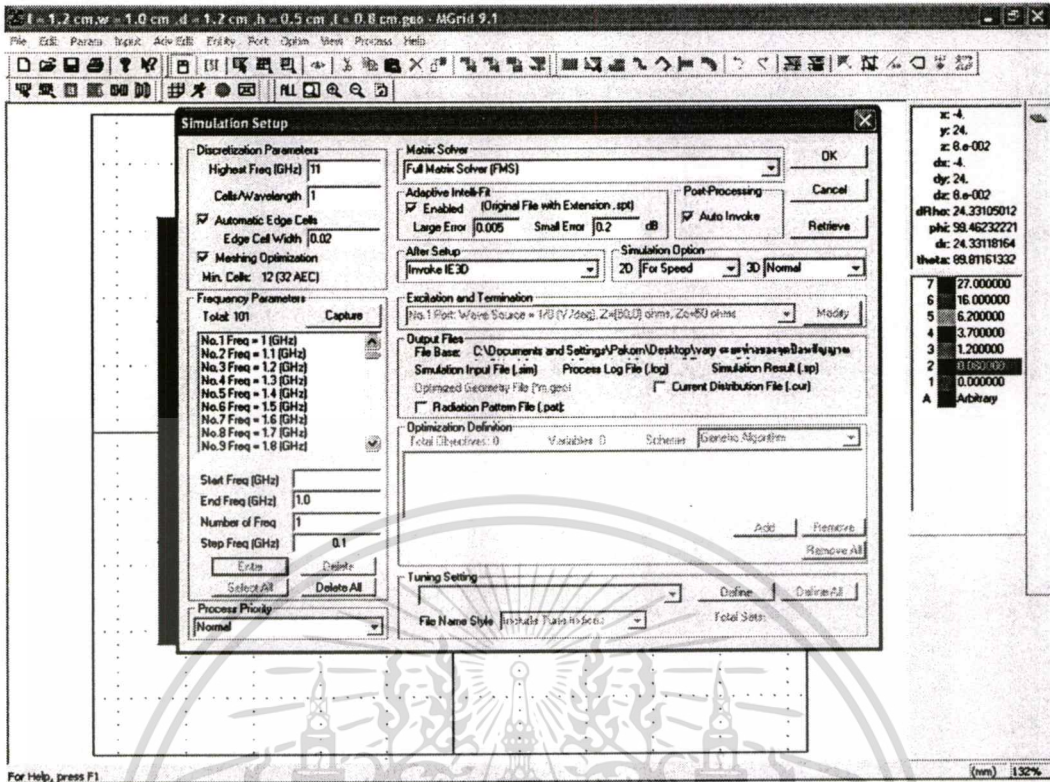 l = 1.2 cm,w = 1.0 cm ,d = 1.2 cm ,h = 0.5 cm ,t = 0.8 cm.geo - MGrid 9.1
File Edit Param Input Adv Edit Entity Port Optim View Process Help
ALL
Simulation Setup
Discretization Parameters
Highest Freq (GHz) 11
Cells/Wavelength 1
Automatic Edge Cells
Edge Cell Width 0.02
Meshing Optimization
Min. Cells: 12 (32 AEC)
Frequency Parameters
Total: 101 Capture
No.1 Freq = 1 (GHz)
No.2 Freq = 1.1 (GHz)
No.3 Freq = 1.2 (GHz)
No.4 Freq = 1.3 (GHz)
No.5 Freq = 1.4 (GHz)
No.6 Freq = 1.5 (GHz)
No.7 Freq = 1.6 (GHz)
No.8 Freq = 1.7 (GHz)
No.9 Freq = 1.8 (GHz)
Start Freq (GHz)
End Freq (GHz) 1.0
Number of Freq 1
Step Freq (GHz) 0.1
Enter Delete
Select All Delete All
Process Priority
Normal
Matrix Solver
Full Matrix Solver (FMS)
OK
Adaptive Intelli-Fit
Enabled (Original File with Extension .spt)
Large Error 0.005 Small Error 0.2 dB
Post-Processing
Auto Invoke
Cancel
Retrieve
After Setup
Invoke IE3D
Simulation Option
2D For Speed 3D Normal
Excitation and Termination
No.1 Port: Wave Source = 1/0 (V/deg), Z=(50,0) ohms, Zc=50 ohms Modify
Output Files
File Base: C:\Documents and Settings\Pakorn\Desktop\vary
Simulation Input File (.sim) Process Log File (.log) Simulation Result (.sp)
Optimized Geometry File (*m.geo) Current Distribution File (.cur)
Radiation Pattern File (.pat):
Optimization Definition
Total Objectives: 0 Variables: 0 Scheme: Genetic Algorithm
Add Remove
Remove All
Tuning Setting
Define Define All
File Name Style Include Tune Indices Total Sets:
x: -4.
y: 24.
z: 8.e-002
dx: -4.
dy: 24.
dz: 8.e-002
dRho: 24.33105012
phi: 99.46232221
dr: 24.33118164
theta: 89.81161332
7 27.000000
6 16.000000
5 6.200000
4 3.700000
3 1.200000
2 0.080000
1 0.000000
A Arbitrary
For Help, press F1
(mm) 132%